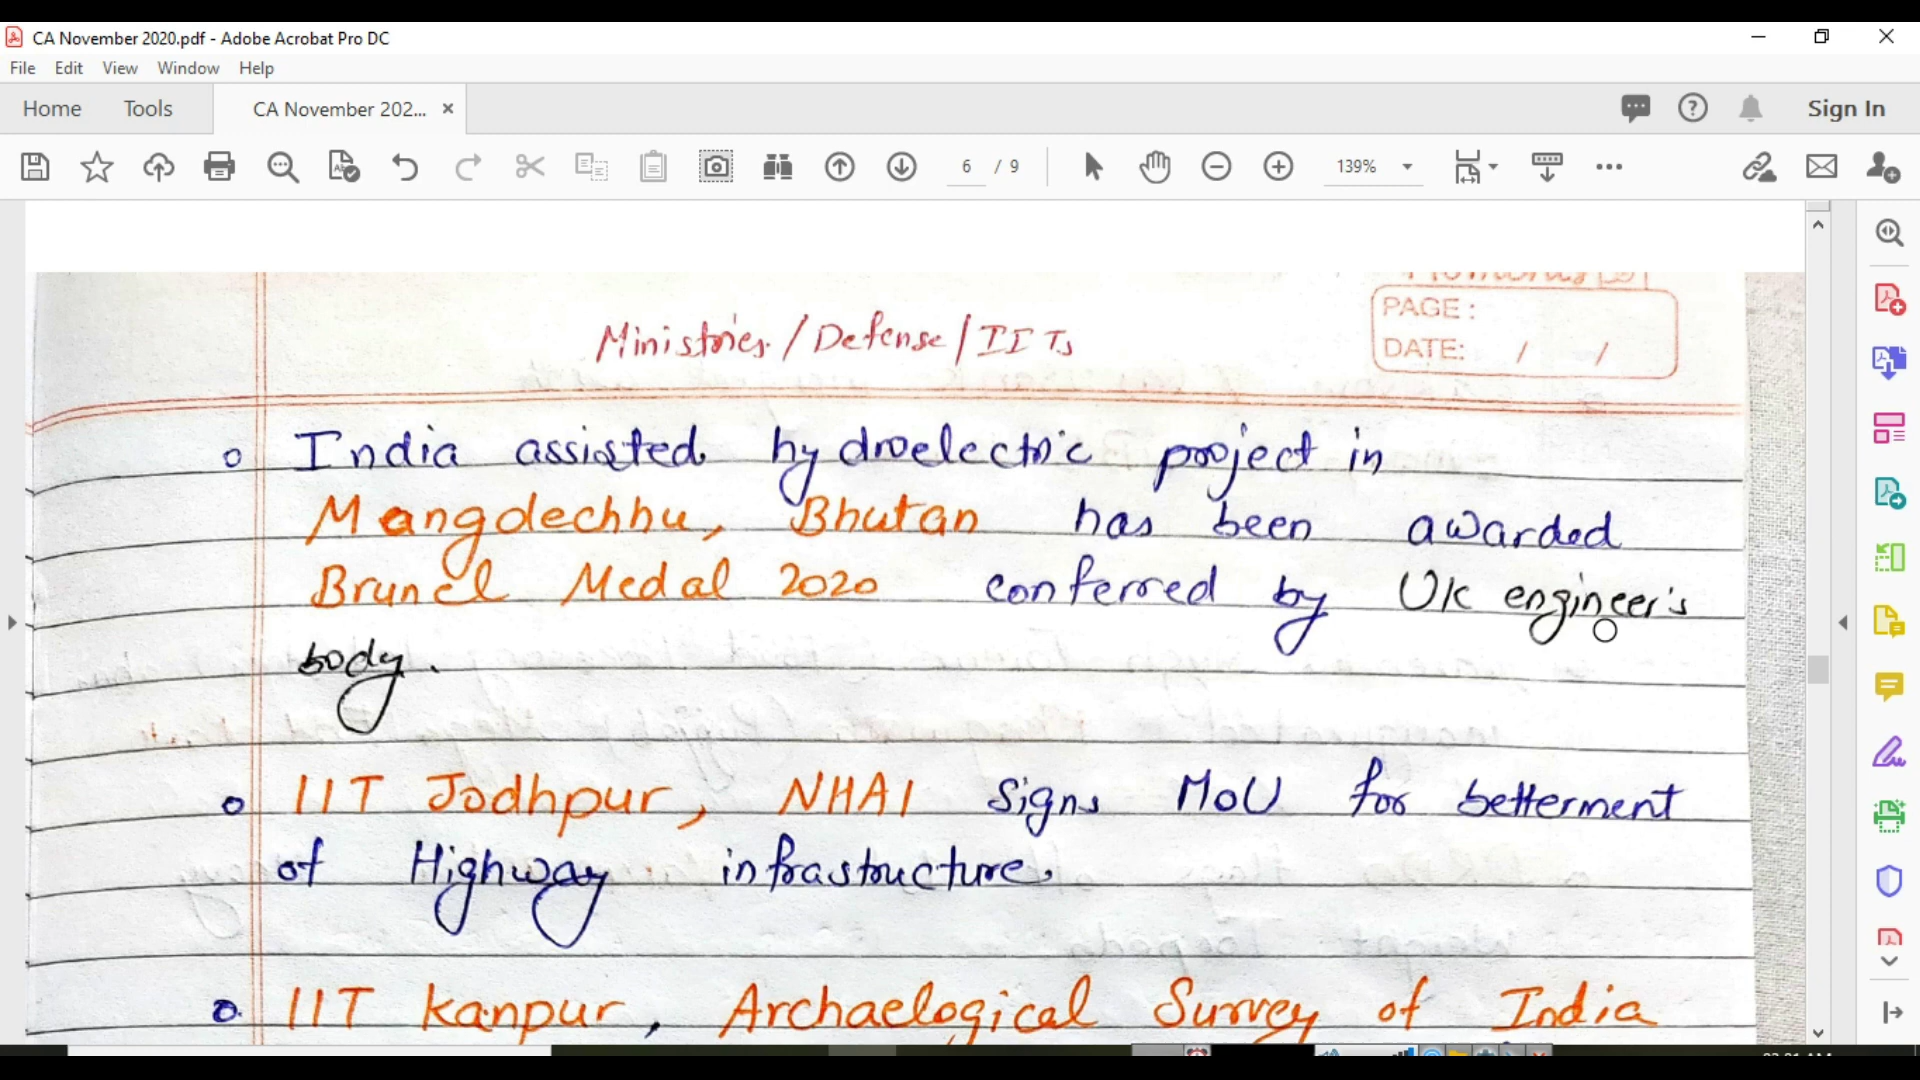 CA November 2020.pdf - Adobe Acrobat Pro DC
File Edit View Window Help
Home Tools CA November 202... × Sign In
6 / 9 139%
PAGE:
DATE: / /
Ministries/Defense/IITs
o India assisted hydroelectric project in
Mangdechhu, Bhutan has been awarded
Brunel Medal 2020 conferred by UK engineer's
body.
o IIT Jodhpur, NHAI signs MoU for betterment
of Highway infrastructure.
o IIT Kanpur, Archaelogical Survey of India